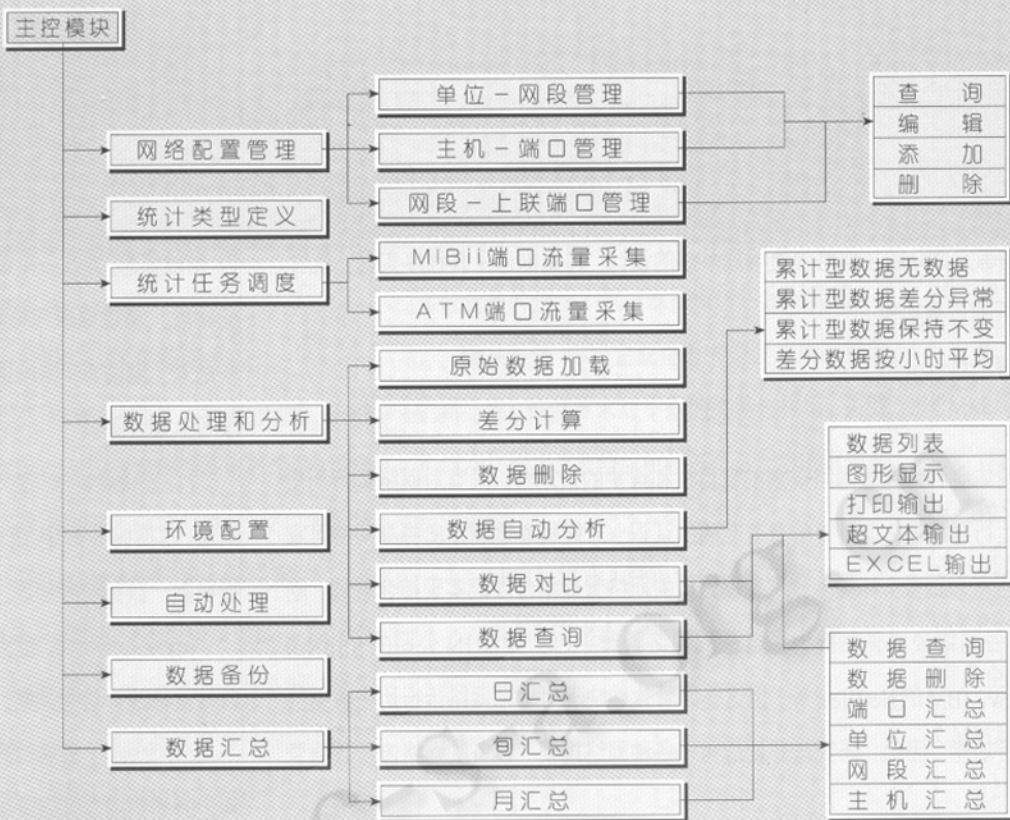 主控模块
网络配置管理
统计类型定义
统计任务调度
数据处理和分析
环境配置
自动处理
数据备份
数据汇总
单位－网段管理
主机－端口管理
网段－上联端口管理
MIBii端口流量采集
ATM端口流量采集
原始数据加载
差分计算
数据删除
数据自动分析
数据对比
数据查询
日汇总
旬汇总
月汇总
查询
编辑
添加
删除
累计型数据无数据
累计型数据差分异常
累计型数据保持不变
差分数据按小时平均
数据列表
图形显示
打印输出
超文本输出
EXCEL输出
数据查询
数据删除
端口汇总
单位汇总
网段汇总
主机汇总